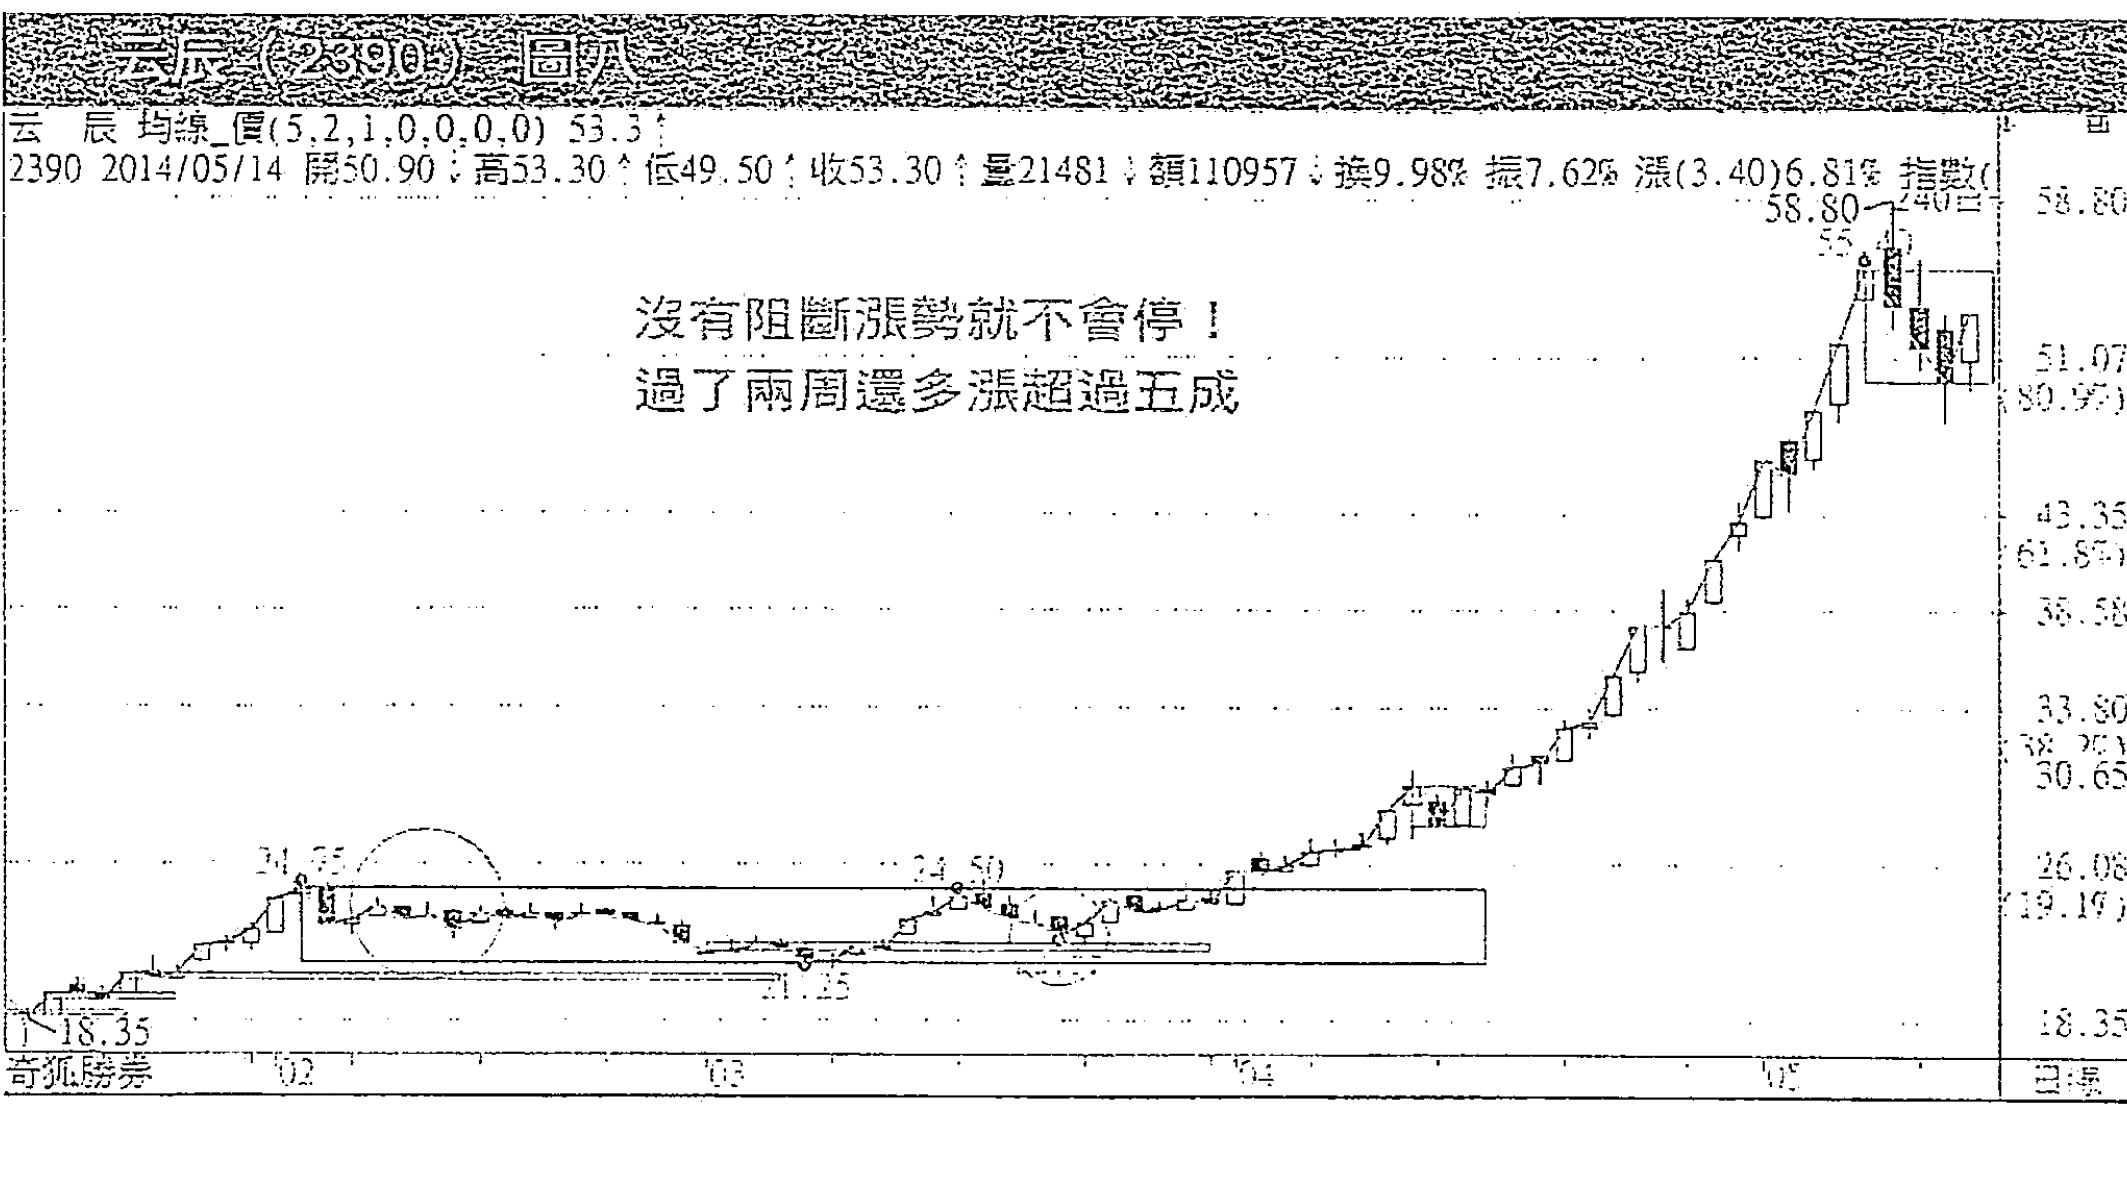 云辰(2390) 圖八
云 辰 均線_價(5,2,1,0,0,0,0) 53.3↑
2390 2014/05/14 開50.90↓高53.30↑低49.50↑收53.30↑量21481↓額110957↓換9.98% 振7.62% 漲(3.40)6.81% 指數(
58.80
240日
58.80
沒有阻斷漲勢就不會停!
過了兩周還多漲超過五成
51.07
(80.9%)
43.35
(61.8%)
38.58
33.80
30.65
24.95
24.50
26.08
(19.1%)
21.25
18.35
18.35
奇狐勝券
'02
'03
'04
'05
日線